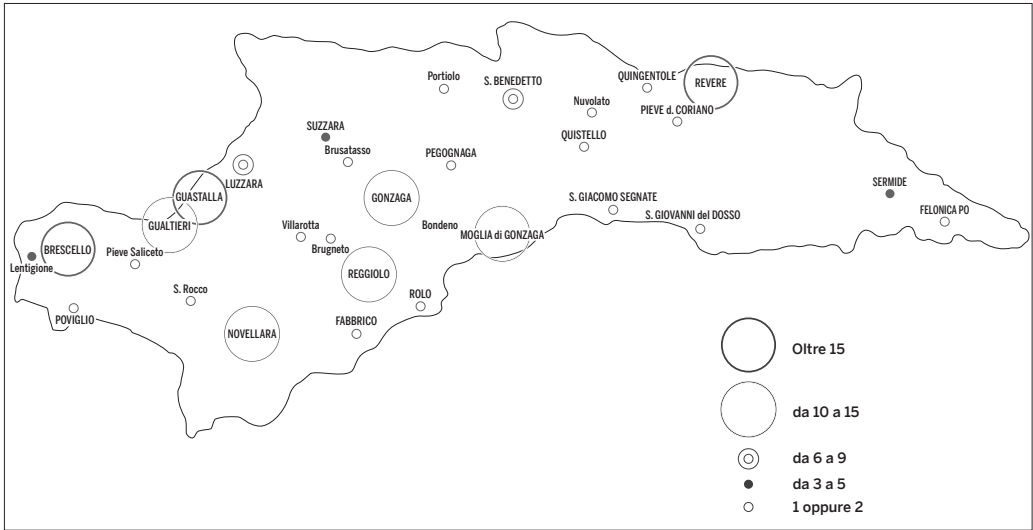 Portiolo
S. BENEDETTO
QUINGENTOLE
REVERE
Nuvolato
PIEVE d. CORIANO
SUZZARA
Brusatasso
PEGOGNAGA
QUISTELLO
LUZZARA
GUASTALLA
GONZAGA
SERMIDE
S. GIACOMO SEGNATE
FELONICA PO
S. GIOVANNI del DOSSO
GUALTIERI
Villarotta
Bondeno
MOGLIA di GONZAGA
BRESCELLO
Pieve Saliceto
Brugneto
Lentigione
REGGIOLO
S. Rocco
ROLO
POVIGLIO
NOVELLARA
FABBRICO
Oltre 15
da 10 a 15
da 6 a 9
da 3 a 5
1 oppure 2